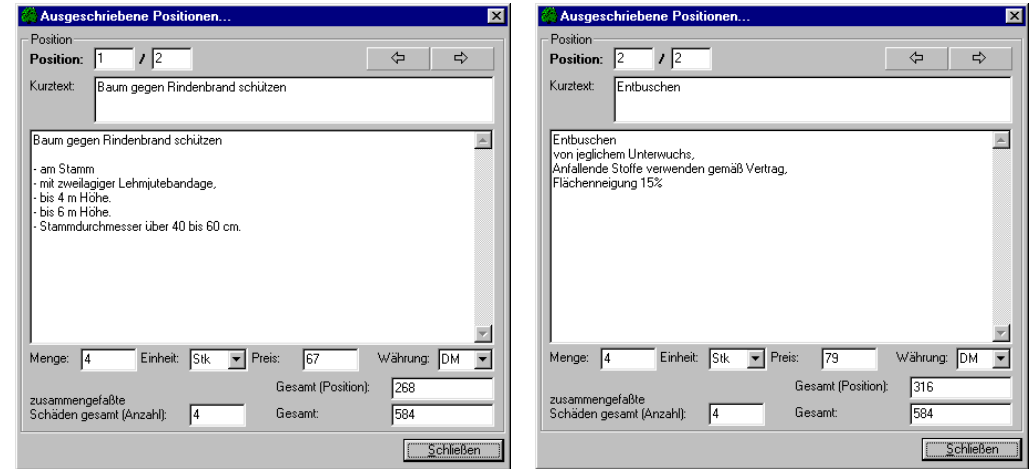 Ausgeschriebene Positionen...
Position
Position: 1 / 2
Kurztext: Baum gegen Rindenbrand schützen
Baum gegen Rindenbrand schützen
- am Stamm
- mit zweilagiger Lehmjutebandage,
- bis 4 m Höhe.
- bis 6 m Höhe.
- Stammdurchmesser über 40 bis 60 cm.
Menge: 4 Einheit: Stk Preis: 67 Währung: DM
Gesamt (Position): 268
zusammengefaßte
Schäden gesamt (Anzahl): 4 Gesamt: 584
Schließen
Ausgeschriebene Positionen...
Position
Position: 2 / 2
Kurztext: Entbuschen
Entbuschen
von jeglichem Unterwuchs,
Anfallende Stoffe verwenden gemäß Vertrag,
Flächenneigung 15%
Menge: 4 Einheit: Stk Preis: 79 Währung: DM
Gesamt (Position): 316
zusammengefaßte
Schäden gesamt (Anzahl): 4 Gesamt: 584
Schließen